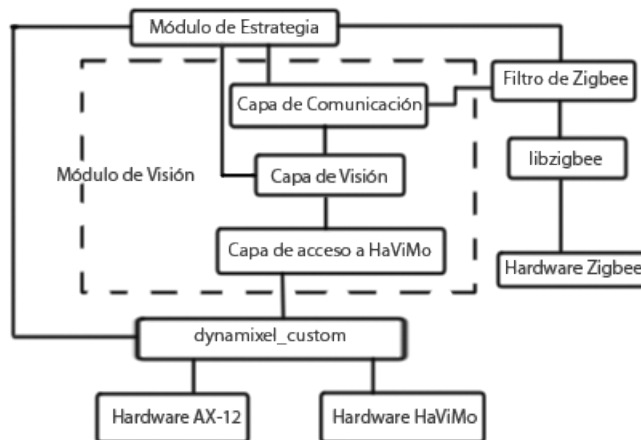 Módulo de Estrategia
Filtro de Zigbee
Capa de Comunicación
libzigbee
Módulo de Visión
Capa de Visión
Capa de acceso a HaViMo
Hardware Zigbee
dynamixel_custom
Hardware AX-12
Hardware HaViMo